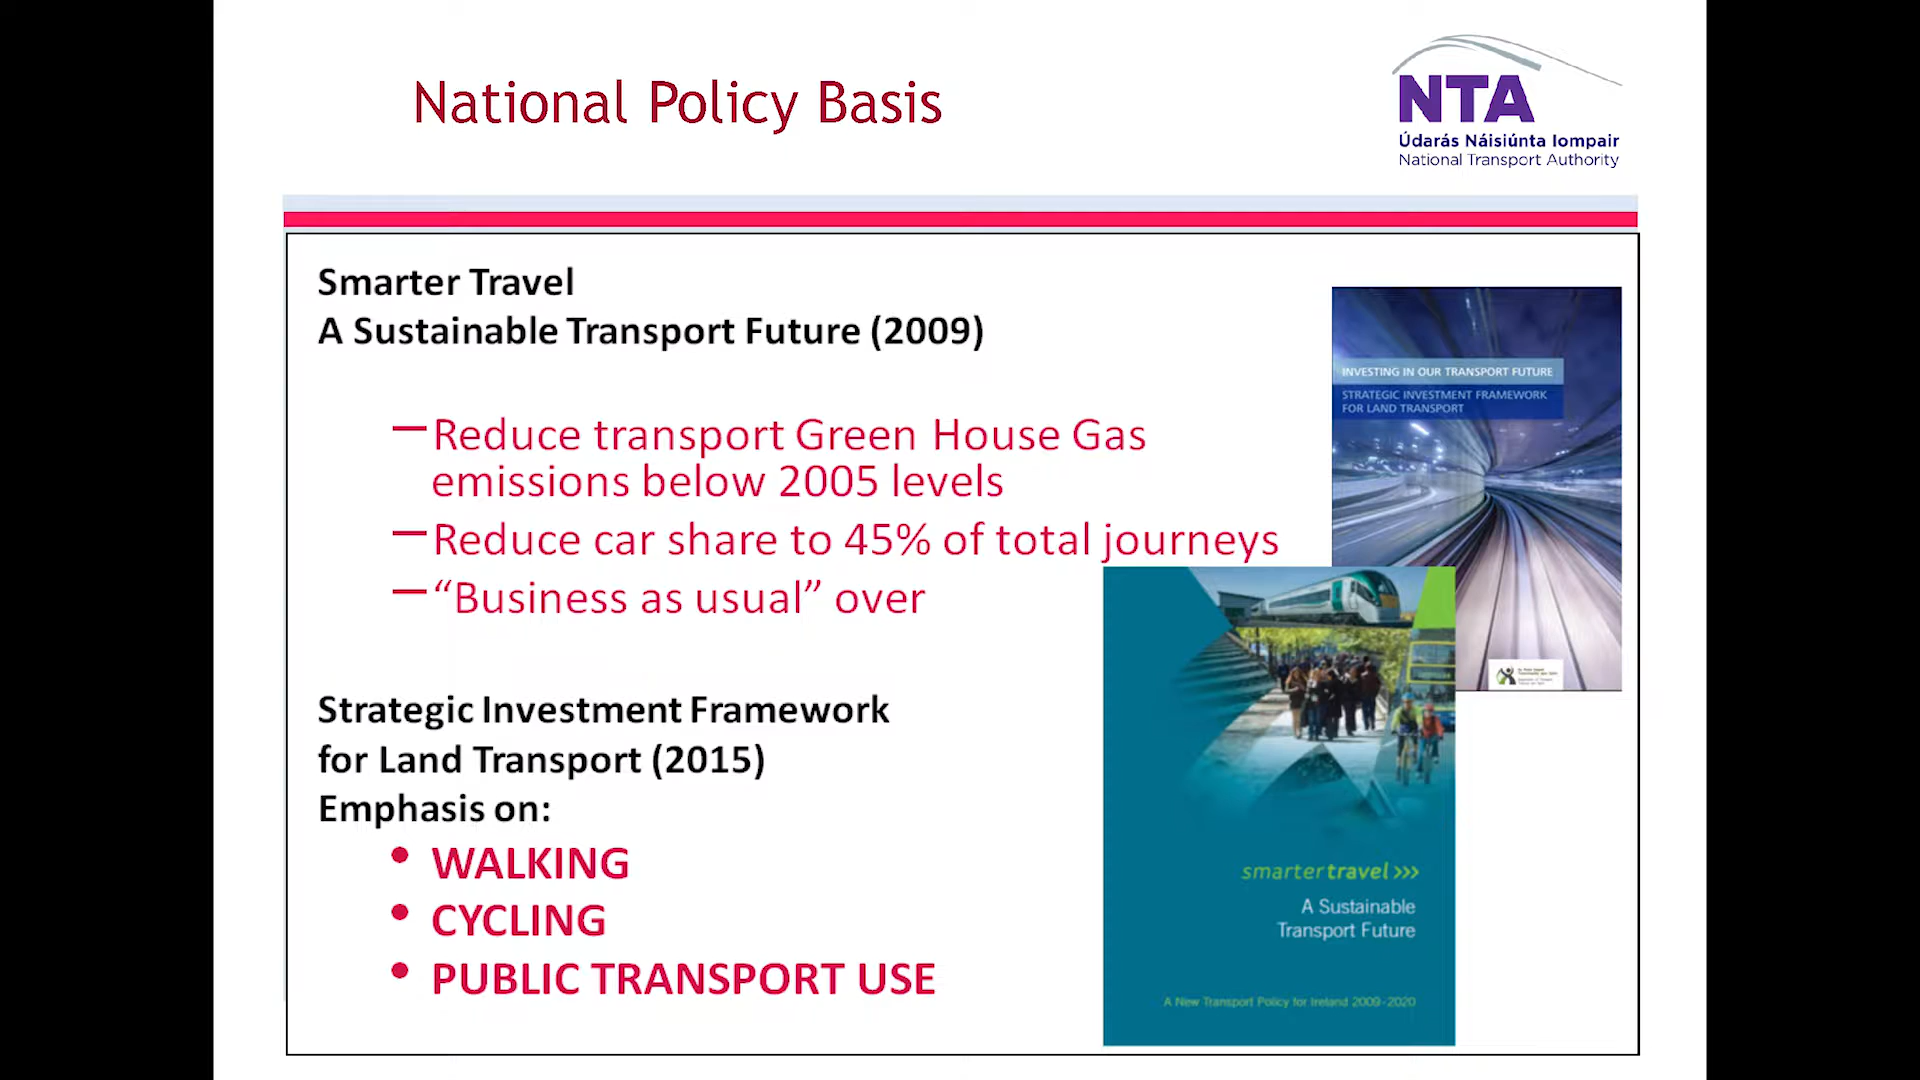 National Policy Basis
NTA
Údarás Náisiúnta Iompair
National Transport Authority
Smarter Travel
A Sustainable Transport Future (2009)
–Reduce transport Green House Gas
emissions below 2005 levels
–Reduce car share to 45% of total journeys
–“Business as usual” over
Strategic Investment Framework
for Land Transport (2015)
Emphasis on:
• WALKING
• CYCLING
• PUBLIC TRANSPORT USE
INVESTING IN OUR TRANSPORT FUTURE
STRATEGIC INVESTMENT FRAMEWORK
FOR LAND TRANSPORT
smartertravel >>>
A Sustainable
Transport Future
A New Transport Policy for Ireland 2009-2020